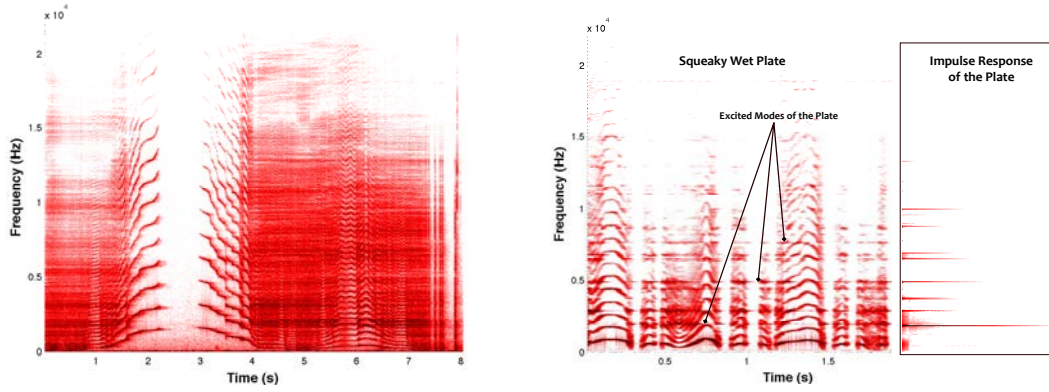 x 10⁴
2
1.5
1
0.5
0
Frequency (Hz)
1 2 3 4 5 6 7 8
Time (s)
x 10⁴
2
1.5
1
0.5
0
Frequency (Hz)
Squeaky Wet Plate
Excited Modes of the Plate
0.5 1 1.5
Time (s)
Impulse Response
of the Plate